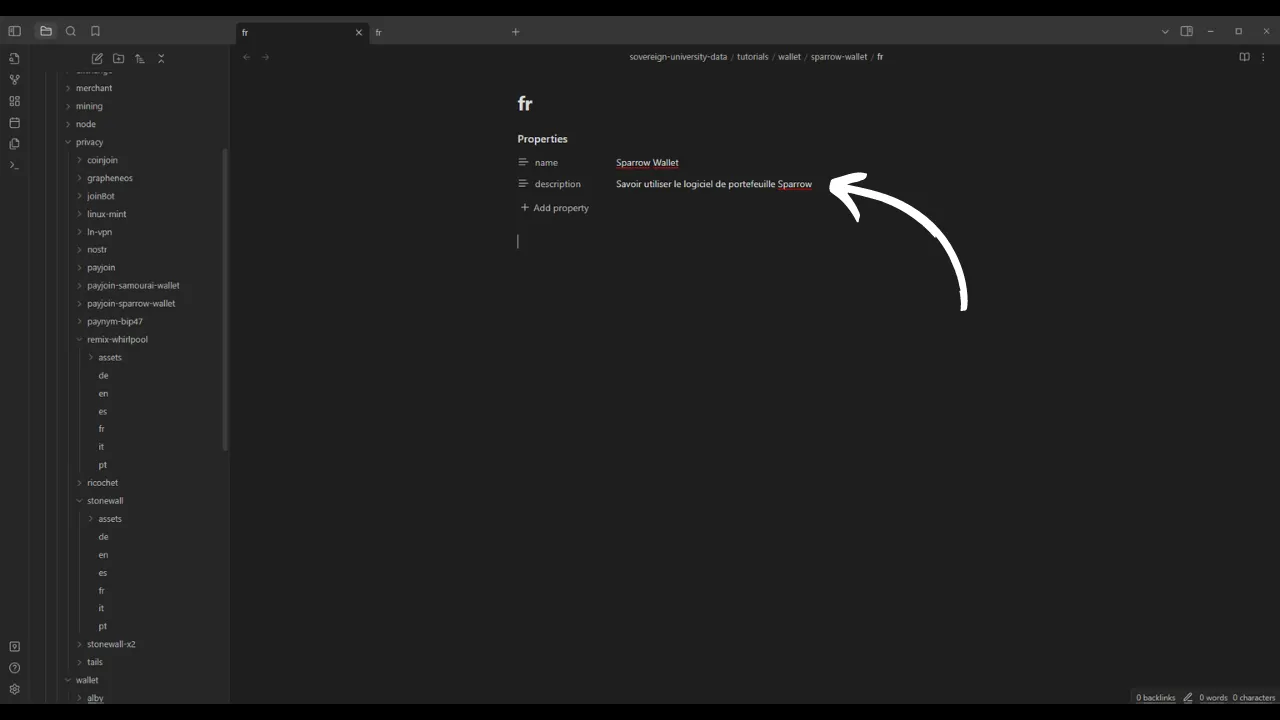 fr
fr
sovereign-university-data / tutorials / wallet / sparrow-wallet / fr
merchant
mining
node
privacy
coinjoin
grapheneos
joinBot
linux-mint
ln-vpn
nostr
payjoin
payjoin-samourai-wallet
payjoin-sparrow-wallet
paynym-bip47
remix-whirlpool
assets
de
en
es
fr
it
pt
ricochet
stonewall
assets
de
en
es
fr
it
pt
stonewall-x2
tails
wallet
alby
fr
Properties
name Sparrow Wallet
description Savoir utiliser le logiciel de portefeuille Sparrow
Add property
0 backlinks 0 words 0 characters